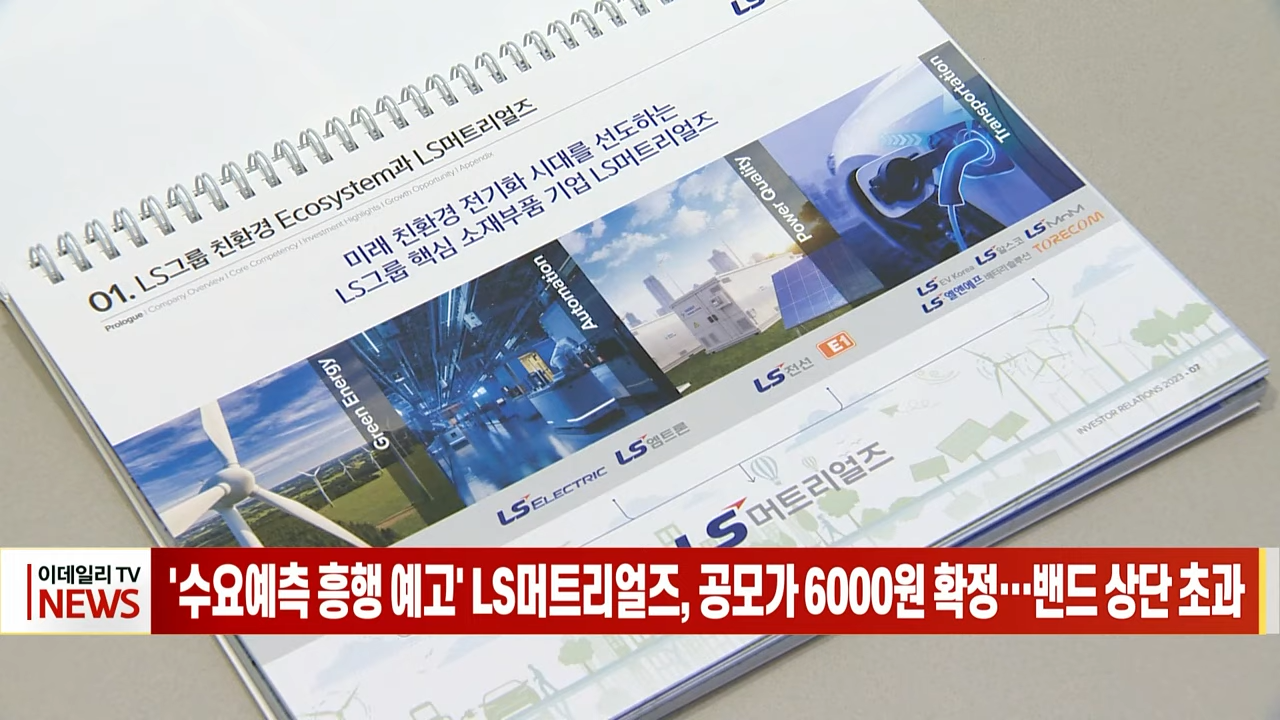 LS
01. LS그룹 친환경 Ecosystem과 LS머트리얼즈
Prologue | Company Overview | Core Competency | Investment Highlights | Growth Opportunity | Appendix
미래 친환경 전기화 시대를 선도하는
LS그룹 핵심 소재부품 기업 LS머트리얼즈
Green Energy
Automation
Power Quality
Transportation
LS ELECTRIC
LS 엠트론
LS 전선
E1
LS EV Korea
LS 알스코
LS MnM
LS 엘앤에프 배터리솔루션
TORECOM
LS 머트리얼즈
INVESTOR RELATIONS 2023 - 07
이데일리 TV
NEWS
'수요예측 흥행 예고' LS머트리얼즈, 공모가 6000원 확정…밴드 상단 초과